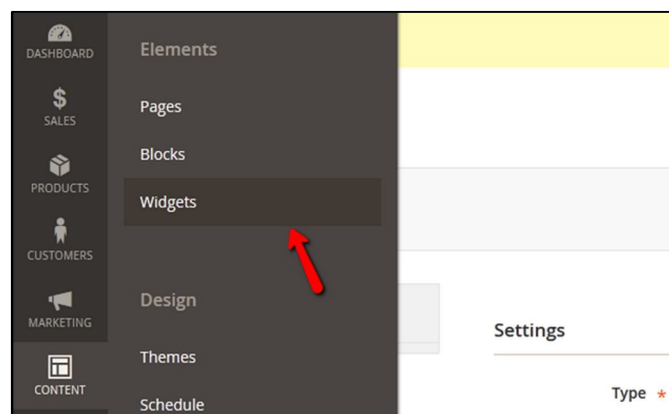 DASHBOARD
$
SALES
PRODUCTS
CUSTOMERS
MARKETING
CONTENT
Elements
Pages
Blocks
Widgets
Design
Themes
Schedule
Settings
Type *